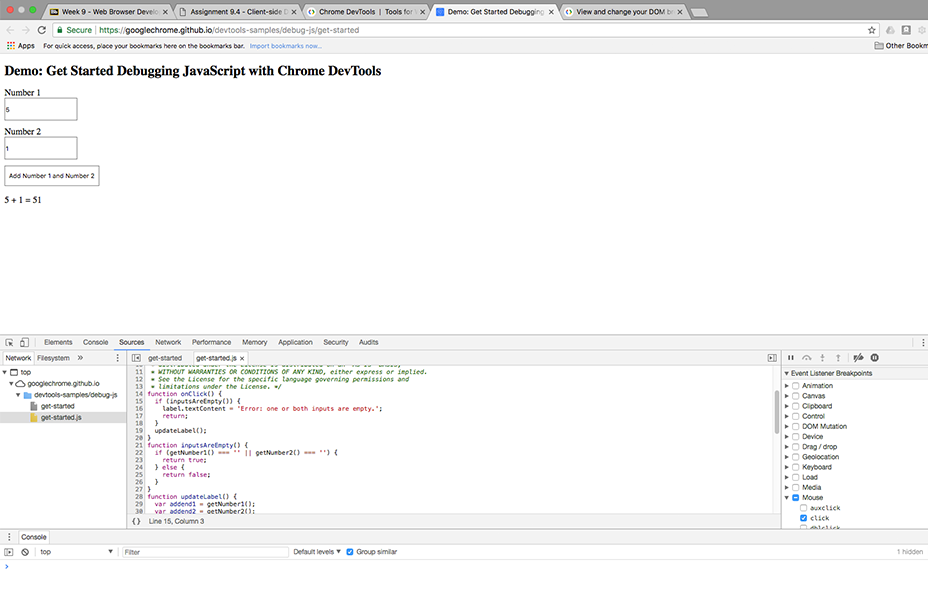 Week 9 - Web Browser Develo
Assignment 9.4 - Client-side D
Chrome DevTools | Tools for
Demo: Get Started Debugging
View and change your DOM b
Secure | https://googlechrome.github.io/devtools-samples/debug-js/get-started
Apps For quick access, place your bookmarks here on the bookmarks bar. Import bookmarks now... Other Bookm
Demo: Get Started Debugging JavaScript with Chrome DevTools
Number 1
5
Number 2
1
Add Number 1 and Number 2
5 + 1 = 51
Elements Console Sources Network Performance Memory Application Security Audits
Network Filesystem »
get-started get-started.js
top
googlechrome.github.io
devtools-samples/debug-js
get-started
get-started.js
11 * WITHOUT WARRANTIES OR CONDITIONS OF ANY KIND, either express or implied.
12 * See the License for the specific language governing permissions and
13 * limitations under the License. */
14 function onClick() {
15 if (inputsAreEmpty()) {
16 label.textContent = 'Error: one or both inputs are empty.';
17 return;
18 }
19 updateLabel();
20 }
21 function inputsAreEmpty() {
22 if (getNumber1() === '' || getNumber2() === '') {
23 return true;
24 } else {
25 return false;
26 }
27 }
28 function updateLabel() {
29 var addend1 = getNumber1();
30 var addend2 = getNumber2();
{} Line 15, Column 3
Event Listener Breakpoints
Animation
Canvas
Clipboard
Control
DOM Mutation
Device
Drag / drop
Geolocation
Keyboard
Load
Media
Mouse
auxclick
click
dblclick
Console
top Filter Default levels Group similar 1 hidden